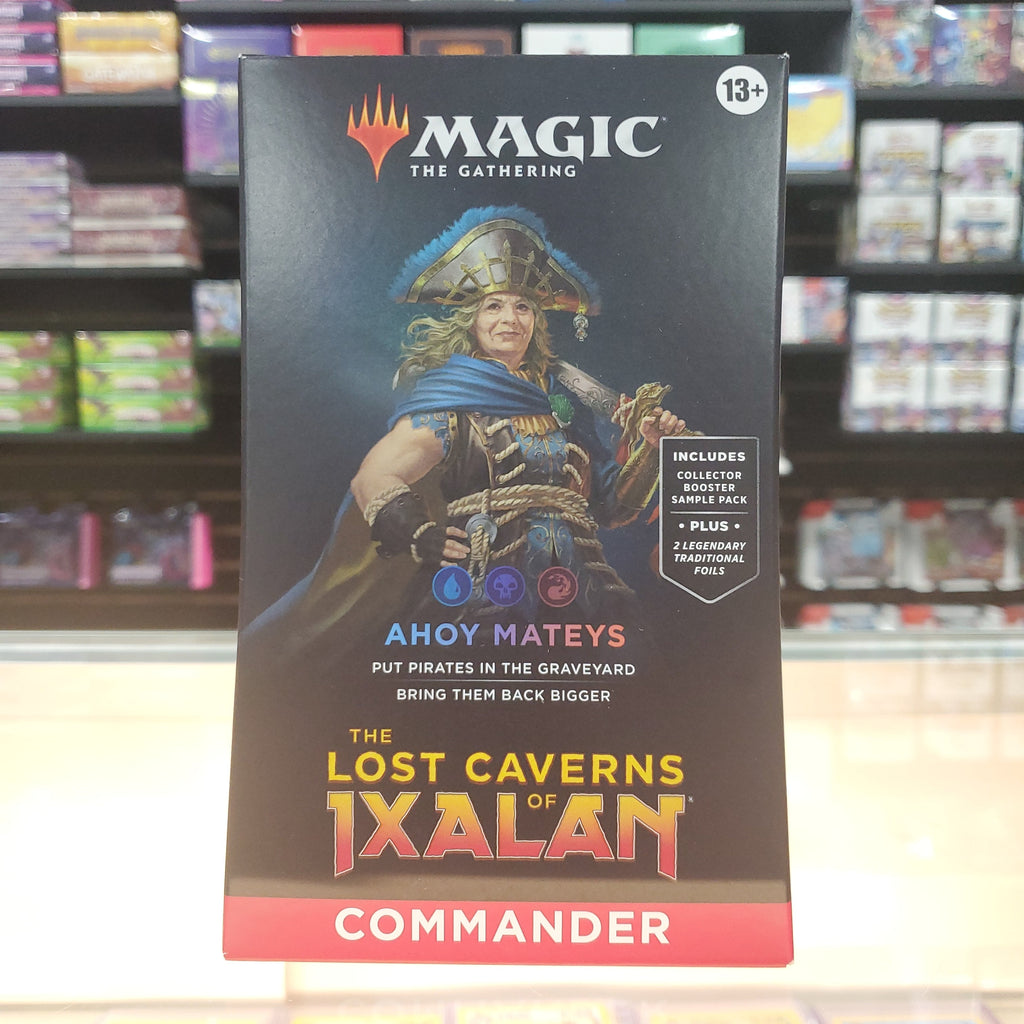 13+
MAGIC
THE GATHERING
INCLUDES
COLLECTOR
BOOSTER
SAMPLE PACK
• PLUS •
2 LEGENDARY
TRADITIONAL
FOILS
AHOY MATEYS
PUT PIRATES IN THE GRAVEYARD
BRING THEM BACK BIGGER
THE
LOST CAVERNS
OF
IXALAN
COMMANDER